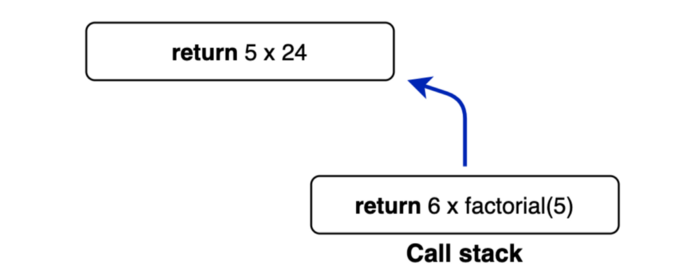 return 5 x 24
return 6 x factorial(5)
Call stack